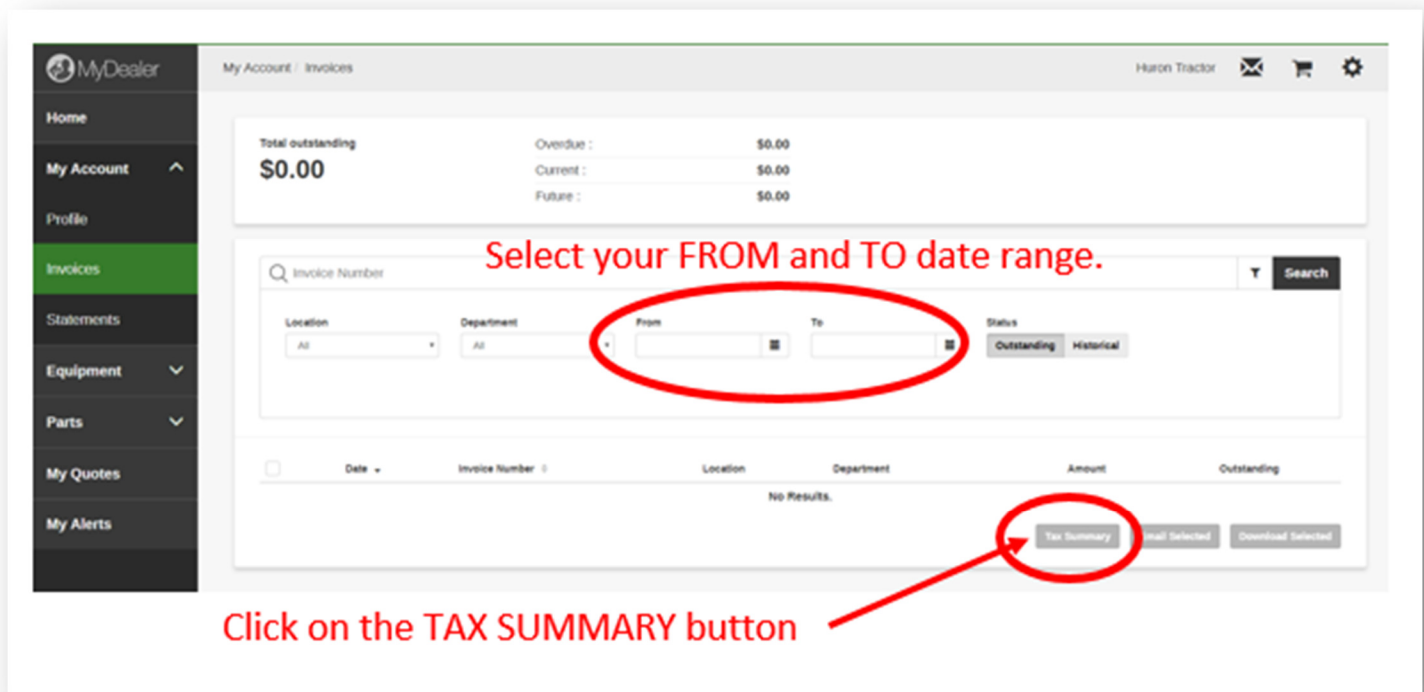 MyDealer
My Account / Invoices
Huron Tractor
Home
My Account
Profile
Invoices
Statements
Equipment
Parts
My Quotes
My Alerts
Total outstanding
$0.00
Overdue : $0.00
Current : $0.00
Future : $0.00
Select your FROM and TO date range.
Invoice Number
Search
Location Department From To Status
All All Outstanding Historical
Date Invoice Number Location Department Amount Outstanding
No Results.
Tax Summary Email Selected Download Selected
Click on the TAX SUMMARY button